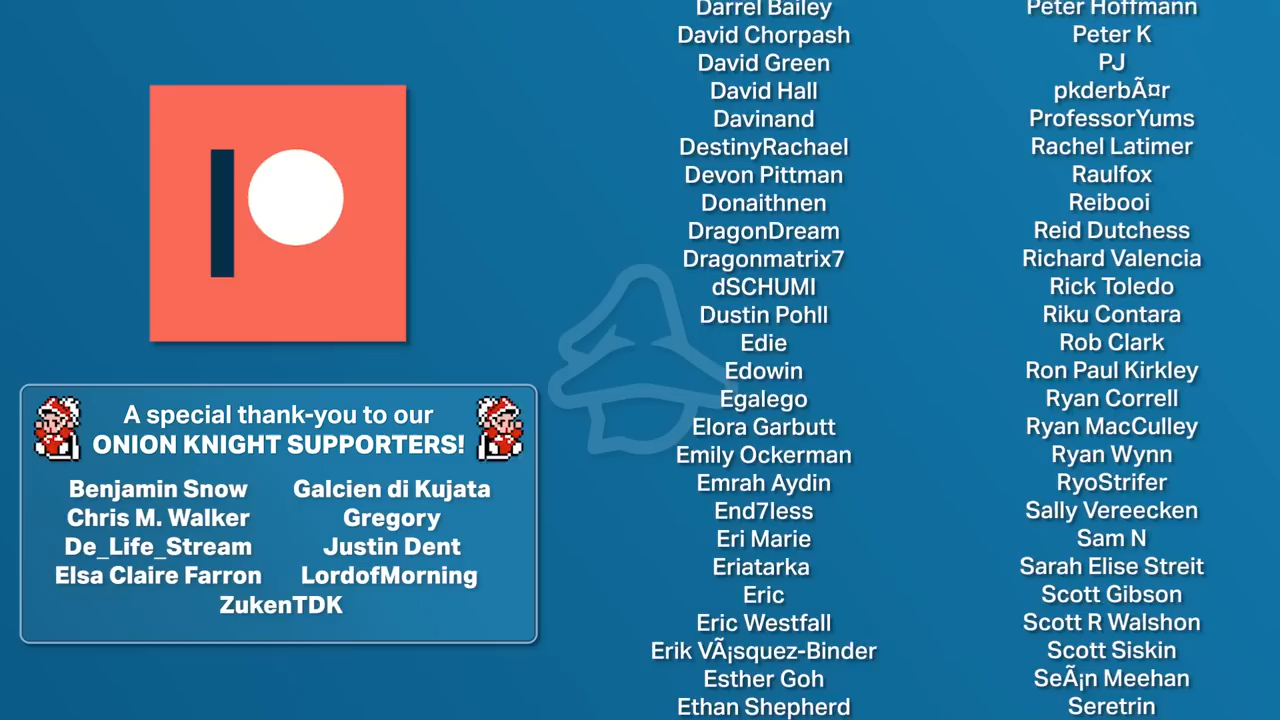 A special thank-you to our
ONION KNIGHT SUPPORTERS!
Benjamin Snow
Chris M. Walker
De_Life_Stream
Elsa Claire Farron
Galcien di Kujata
Gregory
Justin Dent
LordofMorning
ZukenTDK
Darrel Bailey
David Chorpash
David Green
David Hall
Davinand
DestinyRachael
Devon Pittman
Donaithnen
DragonDream
Dragonmatrix7
dSCHUMI
Dustin Pohll
Edie
Edowin
Egalego
Elora Garbutt
Emily Ockerman
Emrah Aydin
End7less
Eri Marie
Eriatarka
Eric
Eric Westfall
Erik VÃ¡squez-Binder
Esther Goh
Ethan Shepherd
Peter Hoffmann
Peter K
PJ
pkderbÃ¤r
ProfessorYums
Rachel Latimer
Raulfox
Reibooi
Reid Dutchess
Richard Valencia
Rick Toledo
Riku Contara
Rob Clark
Ron Paul Kirkley
Ryan Correll
Ryan MacCulley
Ryan Wynn
RyoStrifer
Sally Vereecken
Sam N
Sarah Elise Streit
Scott Gibson
Scott R Walshon
Scott Siskin
SeÃ¡n Meehan
Seretrin